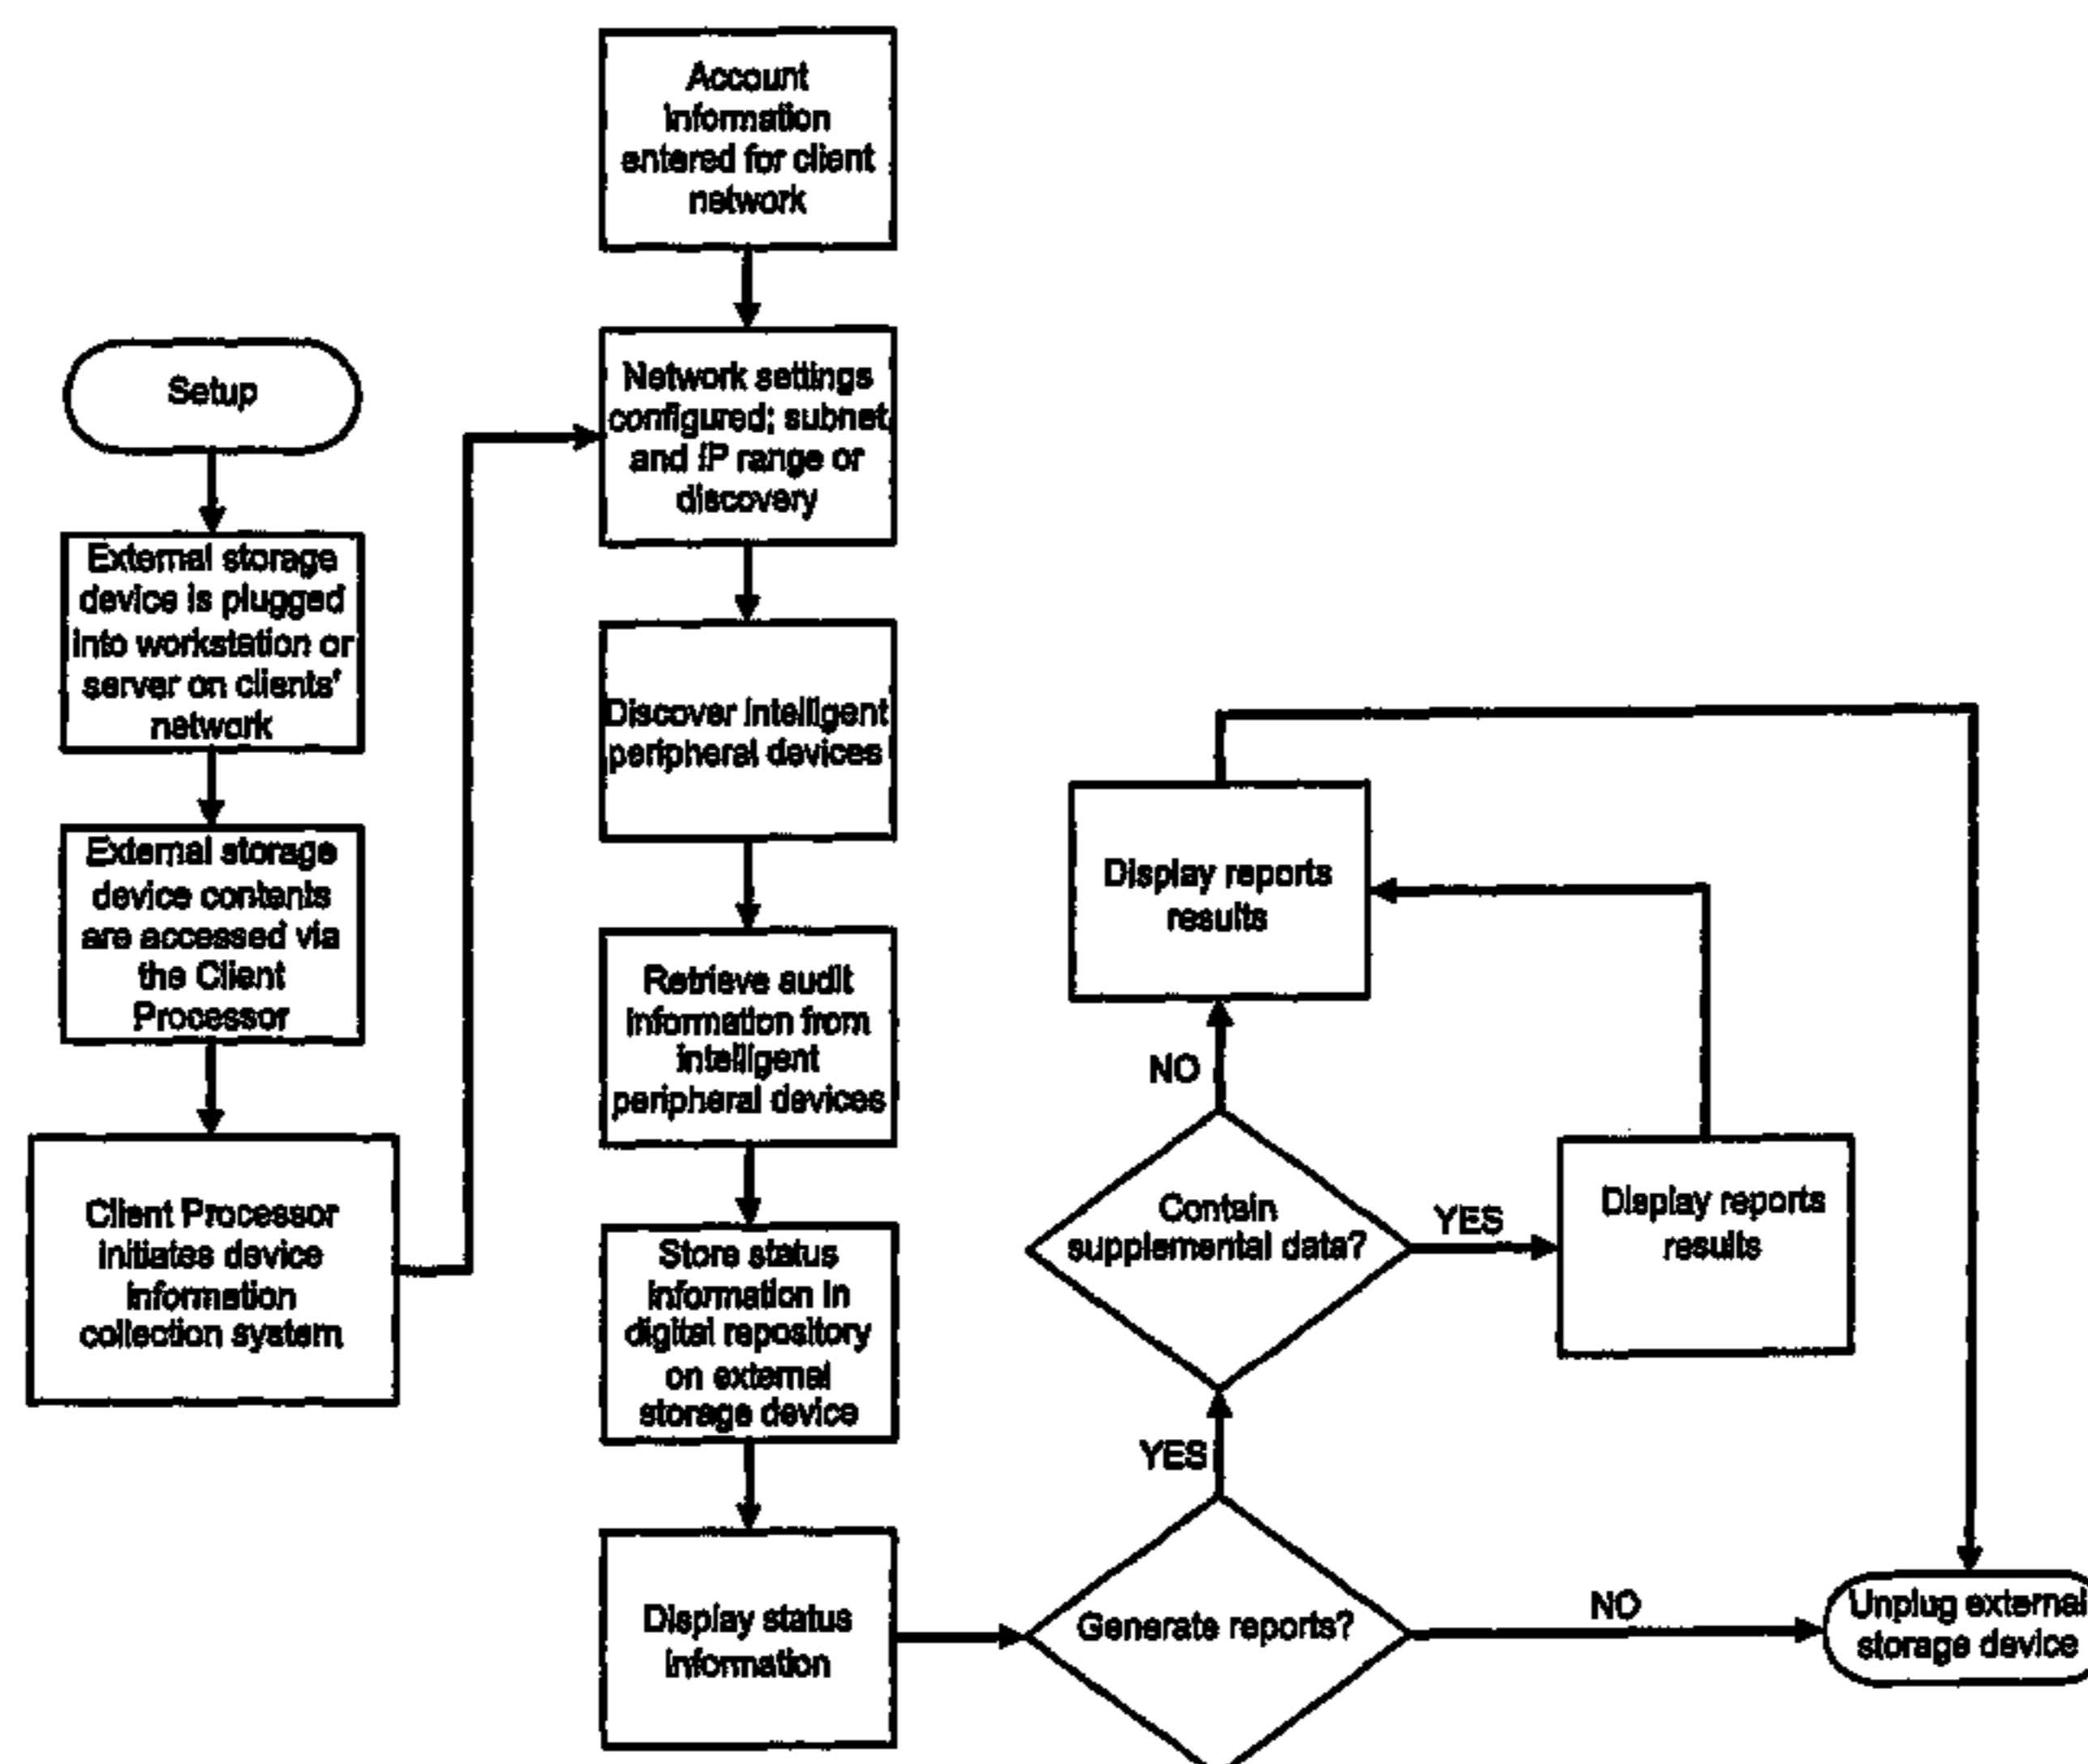 Setup
External storage
device is plugged
into workstation or
server on clients'
network
External storage
device contents
are accessed via
the Client
Processor
Client Processor
initiates device
information
collection system
Account
information
entered for client
network
Network settings
configured; subnet
and IP range or
discovery
Discover intelligent
peripheral devices
Retrieve audit
information from
intelligent
peripheral devices
Store status
information in
digital repository
on external
storage device
Display status
information
Generate reports?
YES
NO
Contain
supplemental data?
NO
YES
Display reports
results
Display reports
results
Unplug external
storage device